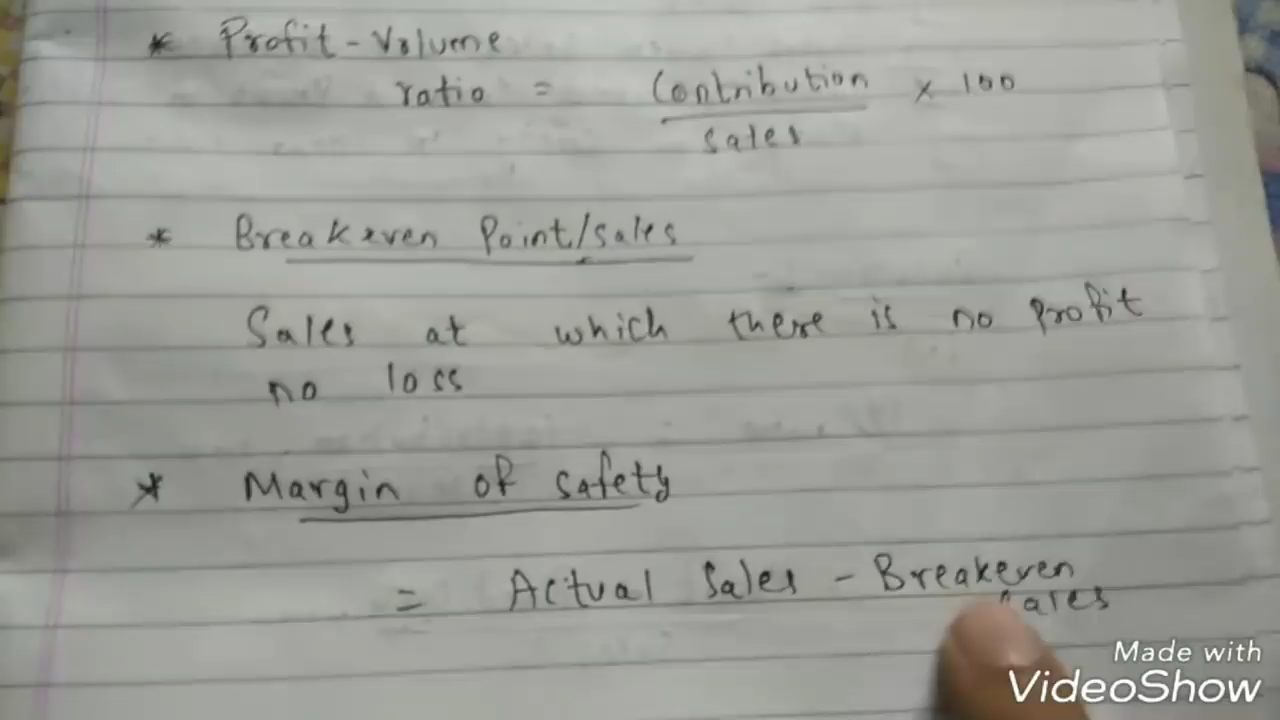 * Profit - Volume
ratio = Contribution × 100
sales
* Breakeven Point/sales
Sales at which there is no profit
no loss
* Margin of safety
= Actual Sales - Breakeven
sales
Made with
VideoShow